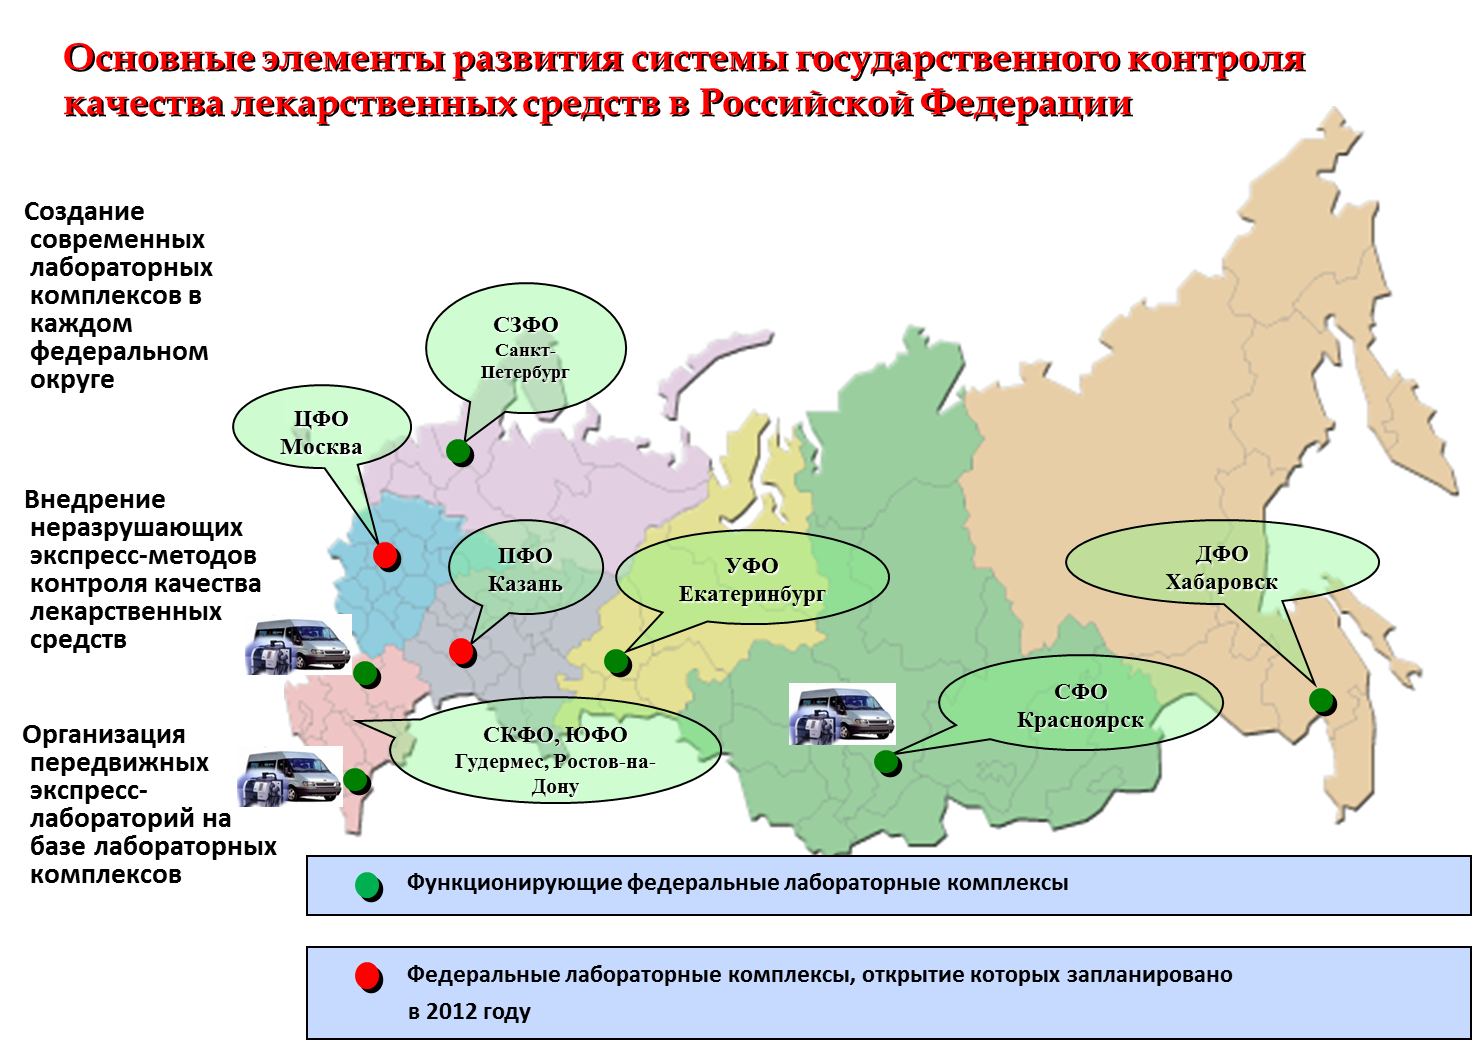 Основные элементы развития системы государственного контроля
качества лекарственных средств в Российской Федерации
Создание
современных
лабораторных
комплексов в
каждом
федеральном
округе
Внедрение
неразрушающих
экспресс-методов
контроля качества
лекарственных
средств
Организация
передвижных
экспресс-
лабораторий на
базе лабораторных
комплексов
СЗФО
Санкт-
Петербург
ЦФО
Москва
ПФО
Казань
УФО
Екатеринбург
ДФО
Хабаровск
СФО
Красноярск
СКФО, ЮФО
Гудермес, Ростов-на-
Дону
Функционирующие федеральные лабораторные комплексы
Федеральные лабораторные комплексы, открытие которых запланировано
в 2012 году